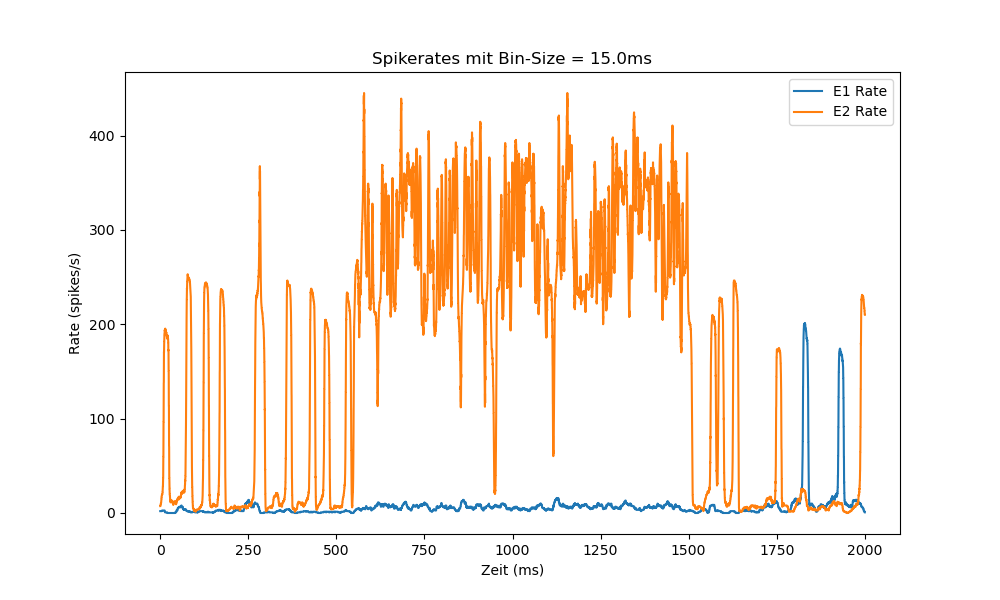 Spikerates mit Bin-Size = 15.0ms
E1 Rate
E2 Rate
Rate (spikes/s)
400
300
200
100
0
0 250 500 750 1000 1250 1500 1750 2000
Zeit (ms)